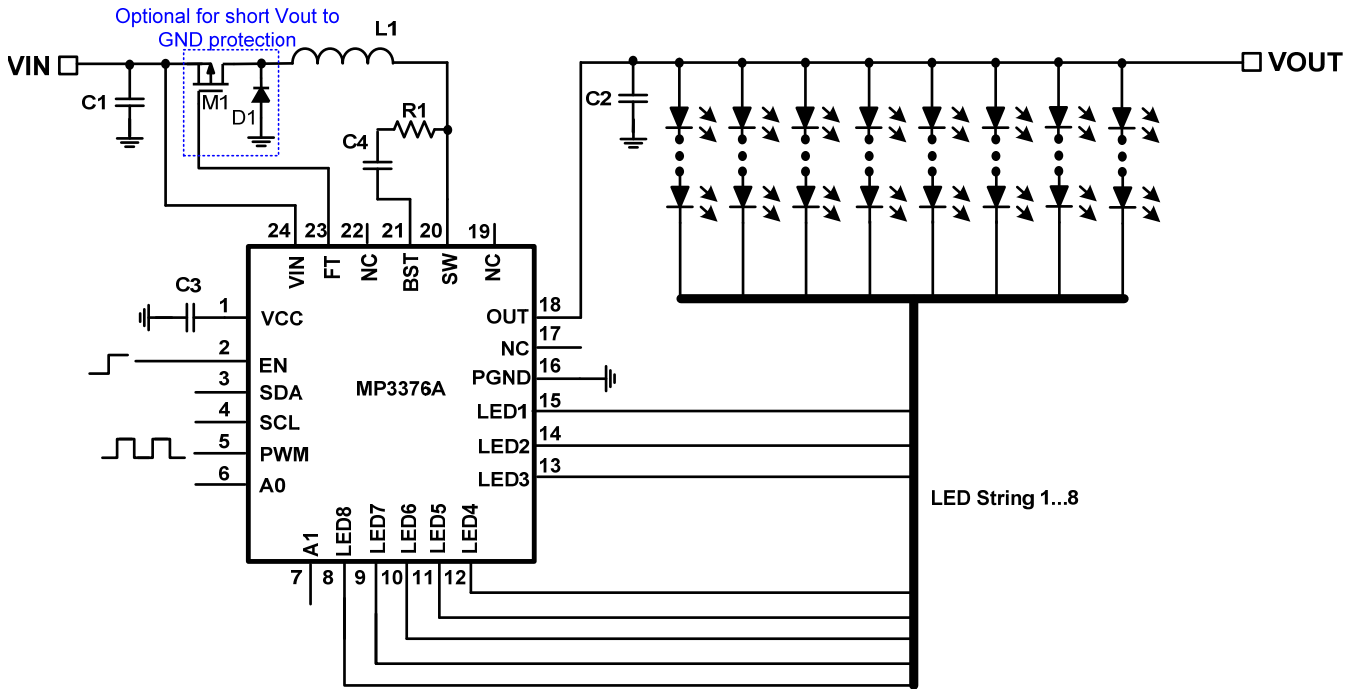 Optional for short Vout to
GND protection
L1
VIN
VOUT
C1
M1
D1
R1
C4
C2
24
23
22
21
20
19
VIN
FT
NC
BST
SW
NC
C3
1
VCC
2
EN
3
SDA
4
SCL
5
PWM
6
A0
MP3376A
18
OUT
17
NC
16
PGND
15
LED1
14
LED2
13
LED3
A1
LED8
LED7
LED6
LED5
LED4
7
8
9
10
11
12
LED String 1...8